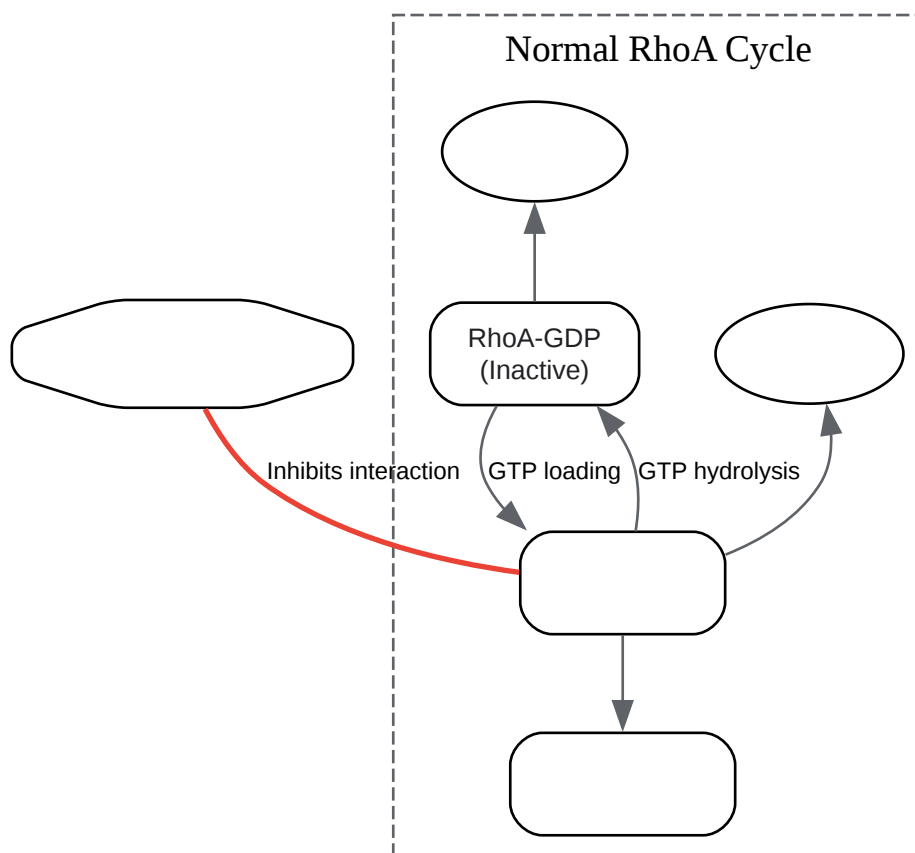 Normal RhoA Cycle
RhoA-GDP
(Inactive)
Inhibits interaction
GTP loading
GTP hydrolysis